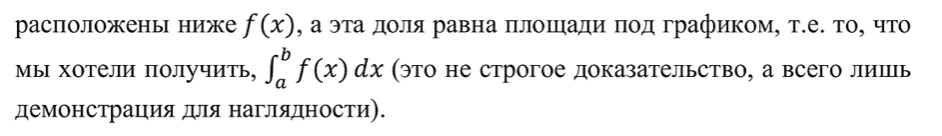 расположены ниже f(x), а эта доля равна площади под графиком, т.е. то, что
мы хотели получить, ∫_a^b f(x) dx (это не строгое доказательство, а всего лишь
демонстрация для наглядности).